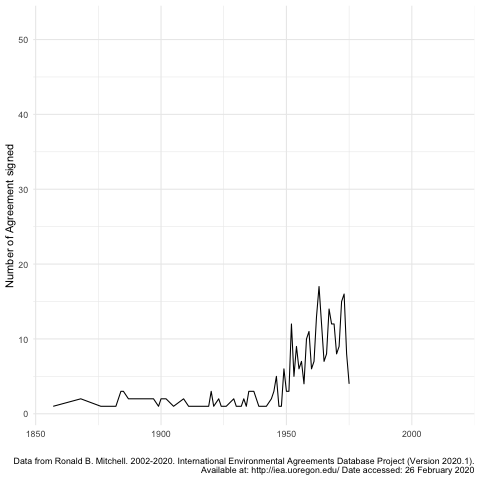 Number of Agreement signed
50
40
30
20
10
0
1850 1900 1950 2000
Data from Ronald B. Mitchell. 2002-2020. International Environmental Agreements Database Project (Version 2020.1).
Available at: http://iea.uoregon.edu/ Date accessed: 26 February 2020